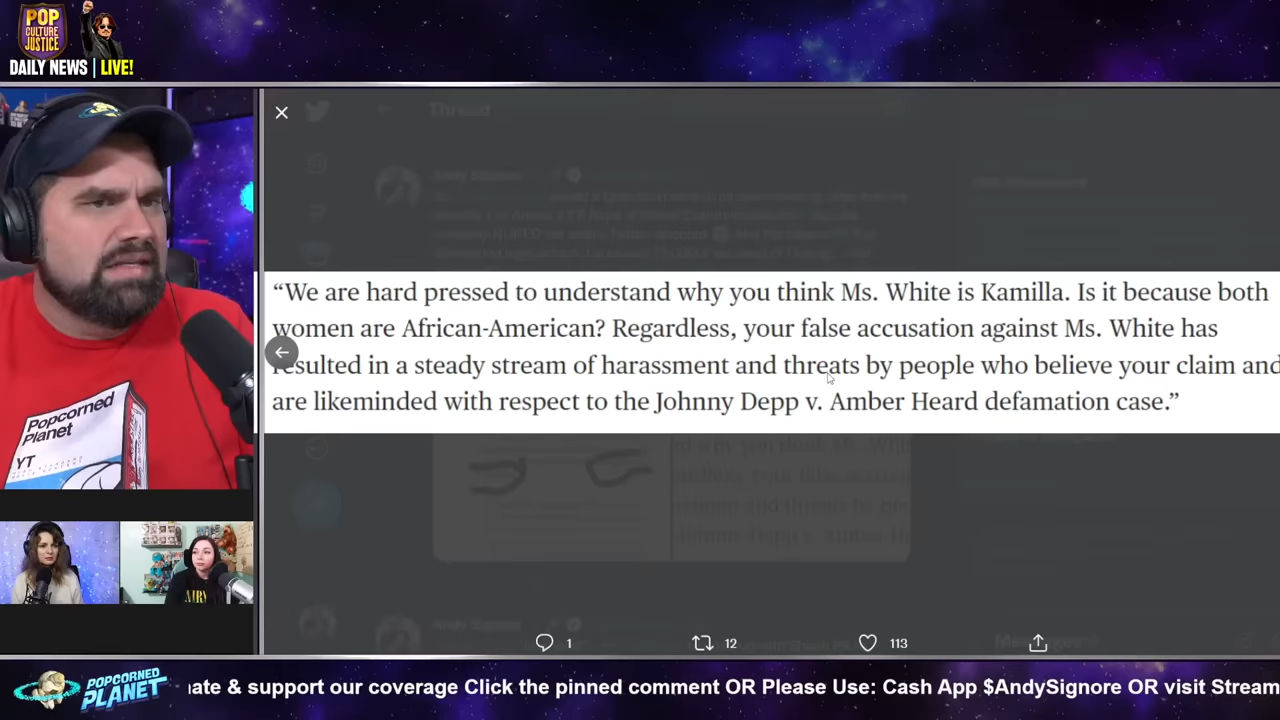 POP
CULTURE
JUSTICE
DAILY NEWS | LIVE!
Thread
“We are hard pressed to understand why you think Ms. White is Kamilla. Is it because both
women are African-American? Regardless, your false accusation against Ms. White has
resulted in a steady stream of harassment and threats by people who believe your claim and
are likeminded with respect to the Johnny Depp v. Amber Heard defamation case.”
Popcorned
Planet
YT
1
12
113
POPCORNED
PLANET
ate & support our coverage Click the pinned comment OR Please Use: Cash App $AndySignore OR visit Stream